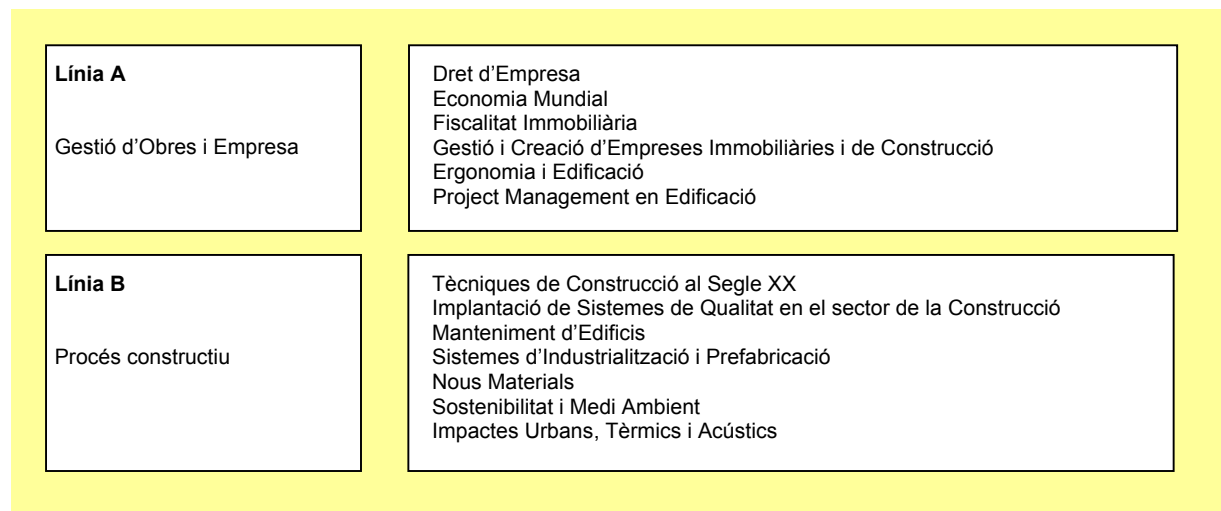 Línia A
Gestió d’Obres i Empresa
Dret d’Empresa
Economia Mundial
Fiscalitat Immobiliària
Gestió i Creació d’Empreses Immobiliàries i de Construcció
Ergonomia i Edificació
Project Management en Edificació
Línia B
Procés constructiu
Tècniques de Construcció al Segle XX
Implantació de Sistemes de Qualitat en el sector de la Construcció
Manteniment d’Edificis
Sistemes d’Industrialització i Prefabricació
Nous Materials
Sostenibilitat i Medi Ambient
Impactes Urbans, Tèrmics i Acústics